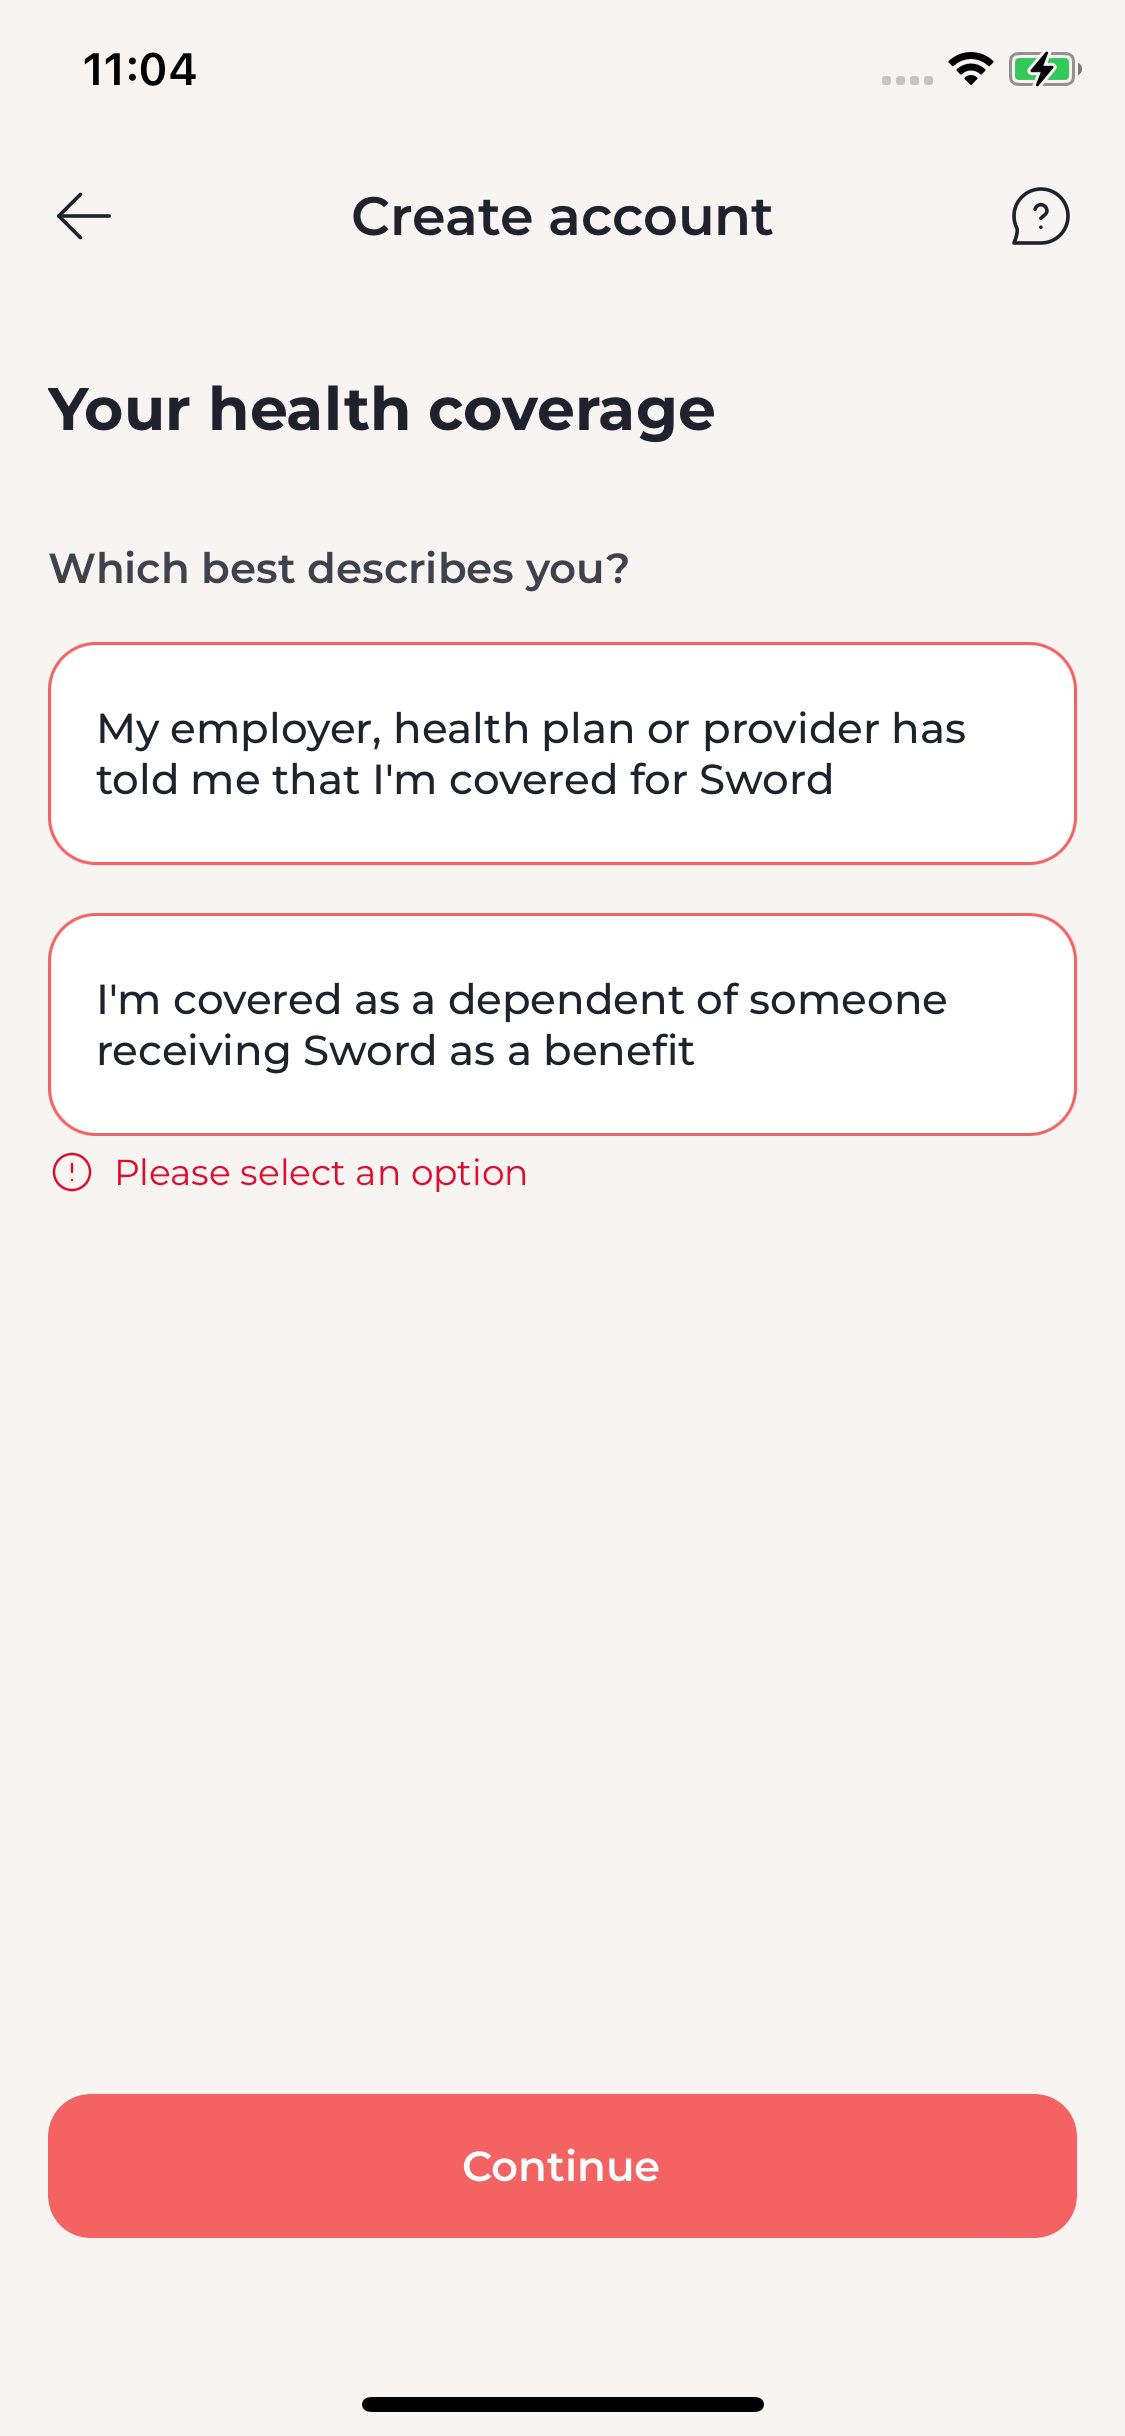 11:04
Create account
Your health coverage
Which best describes you?
My employer, health plan or provider has
told me that I'm covered for Sword
I'm covered as a dependent of someone
receiving Sword as a benefit
Please select an option
Continue